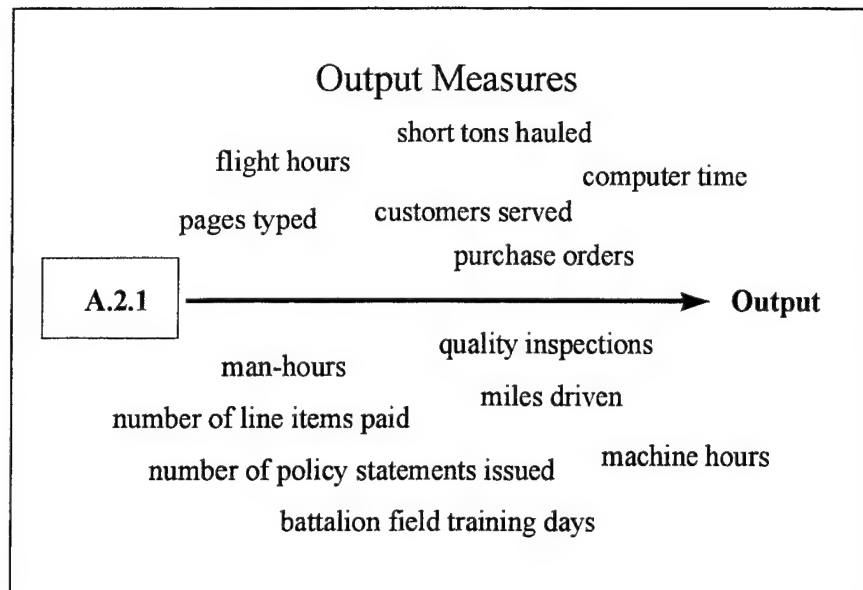 Output Measures
short tons hauled
flight hours
computer time
pages typed
customers served
purchase orders
A.2.1
Output
quality inspections
man-hours
miles driven
number of line items paid
machine hours
number of policy statements issued
battalion field training days